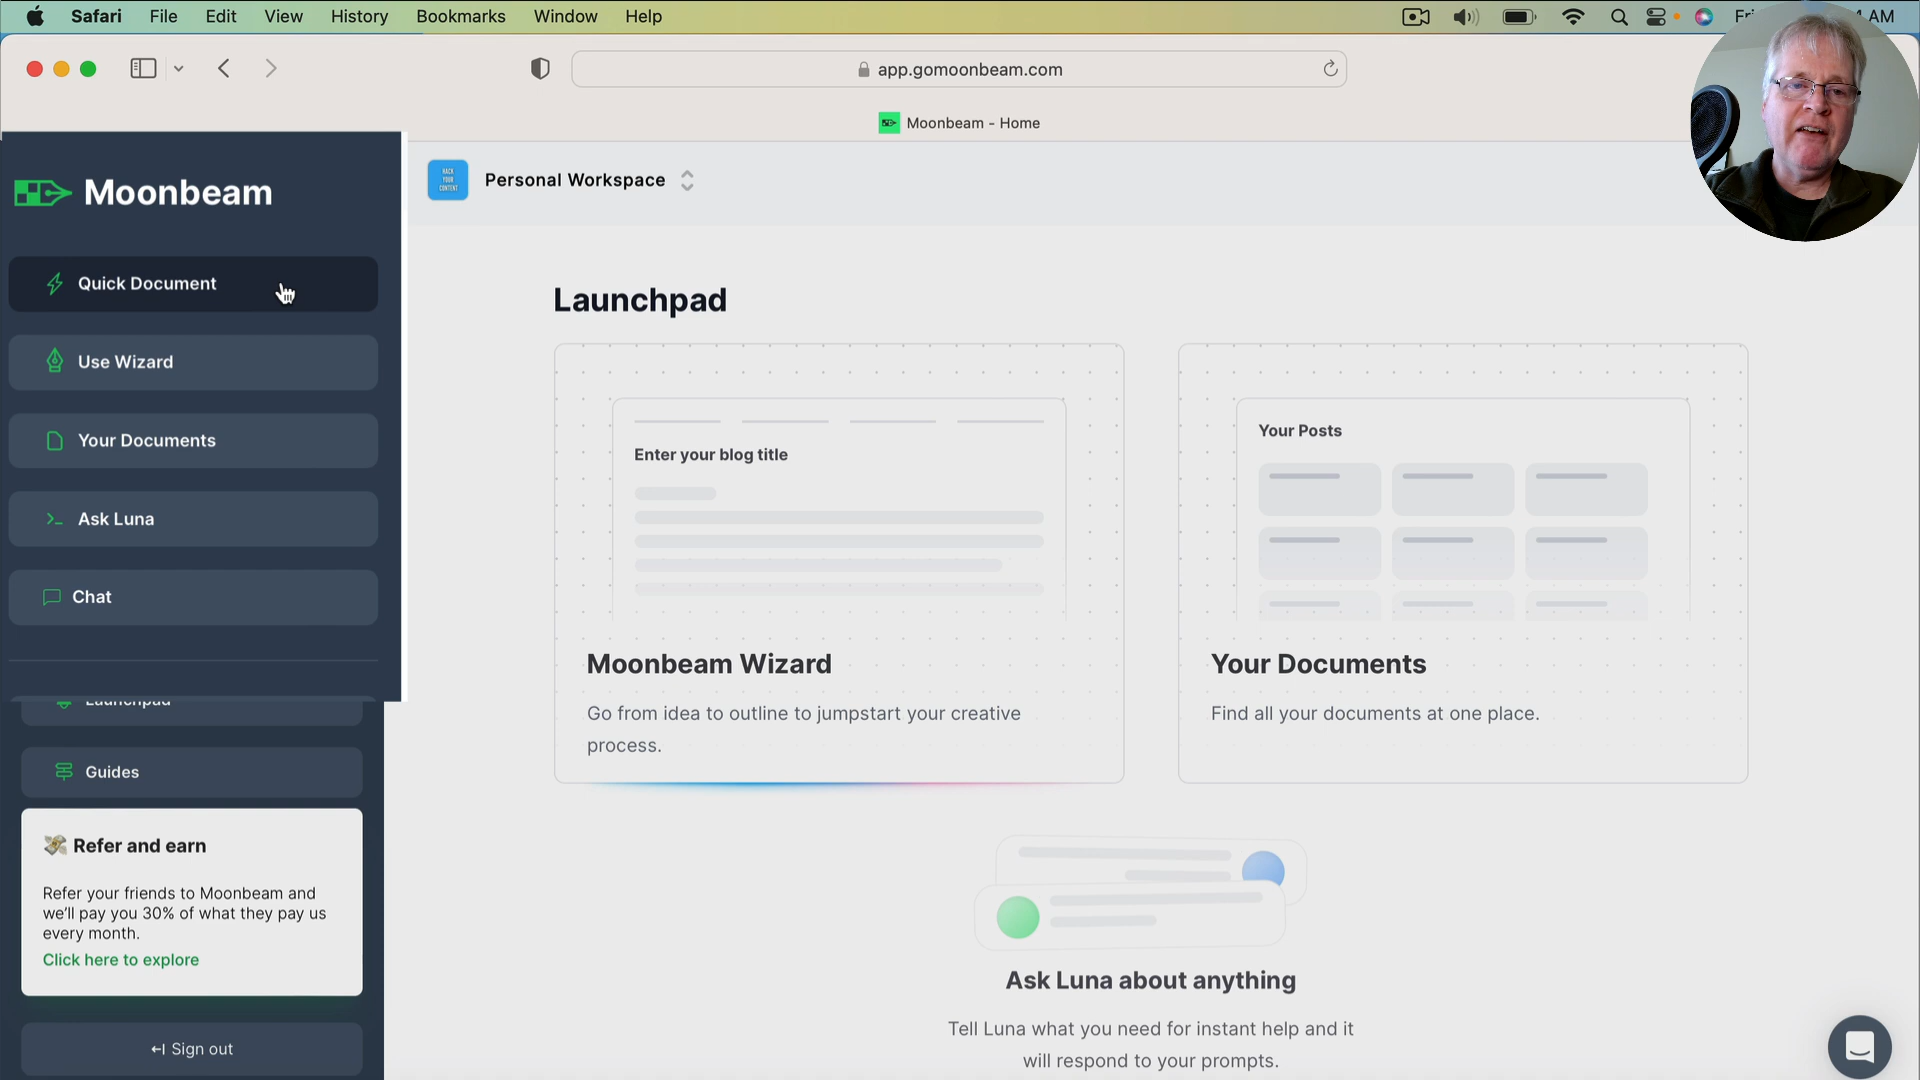 Safari File Edit View History Bookmarks Window Help
AM
app.gomoonbeam.com
Moonbeam - Home
Moonbeam
HACK
YOUR
CONTENT
Personal Workspace
Quick Document
Use Wizard
Your Documents
Ask Luna
Chat
Launchpad
Guides
Refer and earn
Refer your friends to Moonbeam and
we'll pay you 30% of what they pay us
every month.
Click here to explore
Sign out
Launchpad
Enter your blog title
Moonbeam Wizard
Go from idea to outline to jumpstart your creative
process.
Your Posts
Your Documents
Find all your documents at one place.
Ask Luna about anything
Tell Luna what you need for instant help and it
will respond to your prompts.